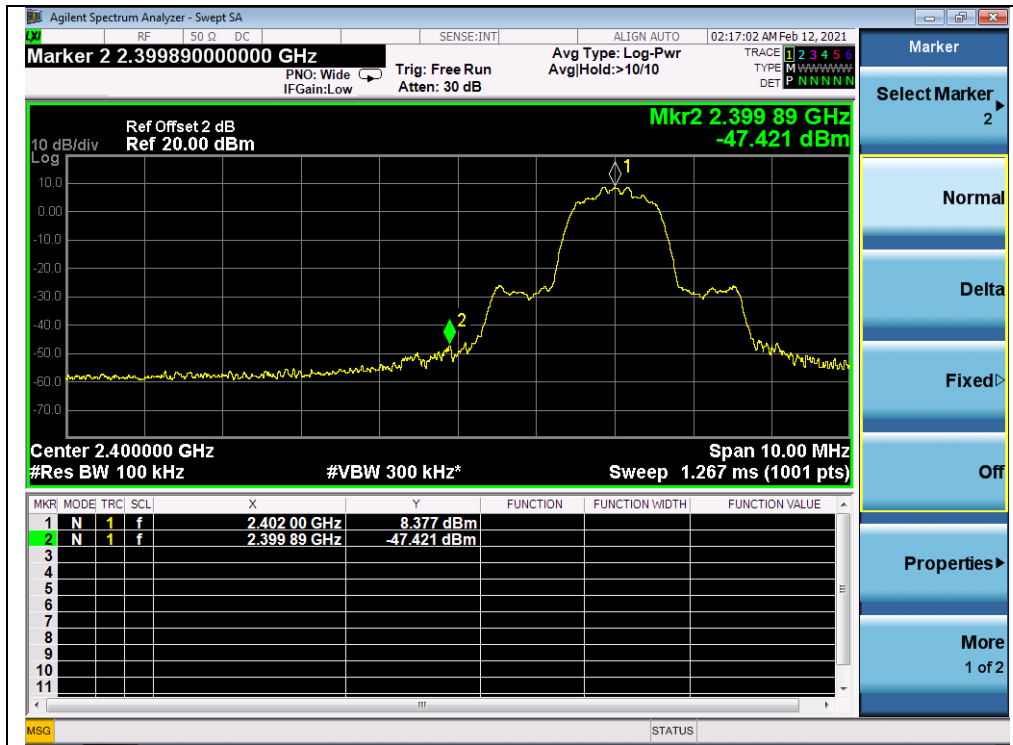 Agilent Spectrum Analyzer - Swept SA
LXI RF 50 Ω DC SENSE:INT ALIGN AUTO 02:17:02 AM Feb 12, 2021
Marker 2 2.399890000000 GHz
PNO: Wide
IFGain:Low
Trig: Free Run
Atten: 30 dB
Avg Type: Log-Pwr
Avg|Hold:>10/10
TRACE 1 2 3 4 5 6
TYPE M W W W W W
DET P N N N N N
Mkr2 2.399 89 GHz
-47.421 dBm
Ref Offset 2 dB
10 dB/div Ref 20.00 dBm
Log
10.0
0.00
-10.0
-20.0
-30.0
-40.0
-50.0
-60.0
-70.0
1
2
Center 2.400000 GHz Span 10.00 MHz
#Res BW 100 kHz #VBW 300 kHz* Sweep 1.267 ms (1001 pts)
MKR MODE TRC SCL X Y FUNCTION FUNCTION WIDTH FUNCTION VALUE
1 N 1 f 2.402 00 GHz 8.377 dBm
2 N 1 f 2.399 89 GHz -47.421 dBm
3
4
5
6
7
8
9
10
11
MSG STATUS
Marker
Select Marker
2
Normal
Delta
Fixed
Off
Properties
More
1 of 2